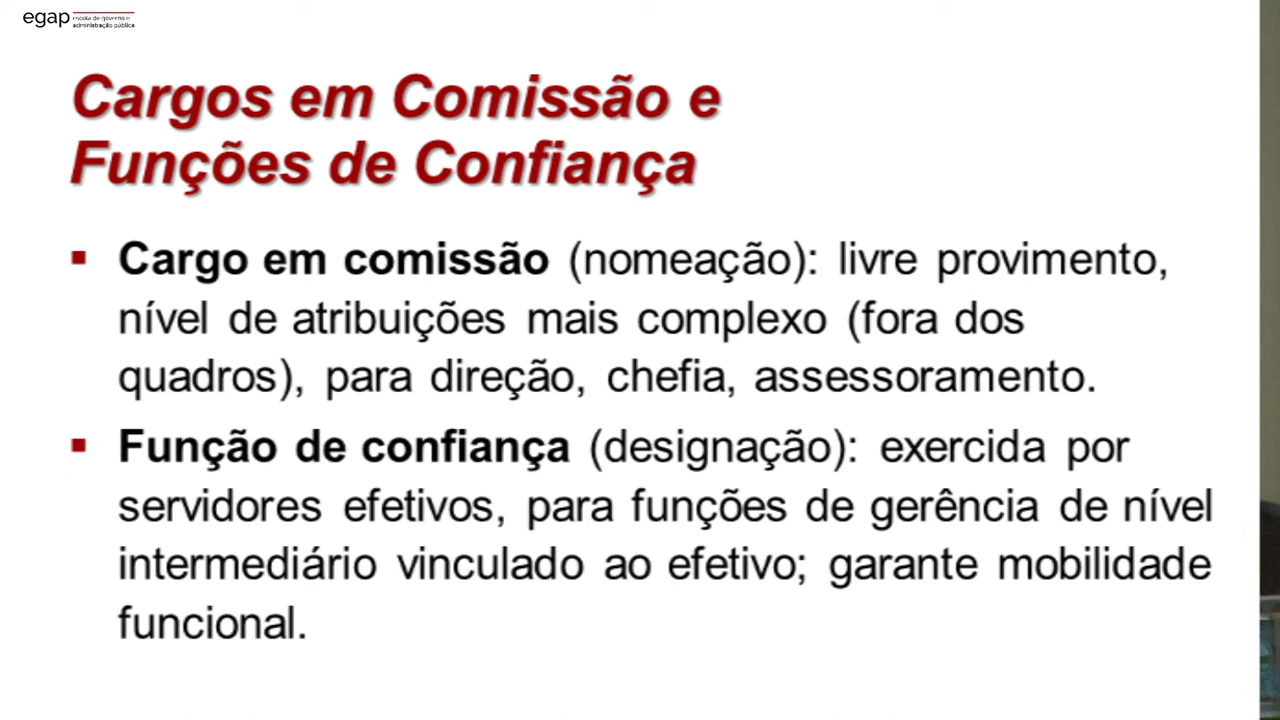 egap escola de governo e
administração pública
Cargos em Comissão e
Funções de Confiança
Cargo em comissão (nomeação): livre provimento,
nível de atribuições mais complexo (fora dos
quadros), para direção, chefia, assessoramento.
Função de confiança (designação): exercida por
servidores efetivos, para funções de gerência de nível
intermediário vinculado ao efetivo; garante mobilidade
funcional.